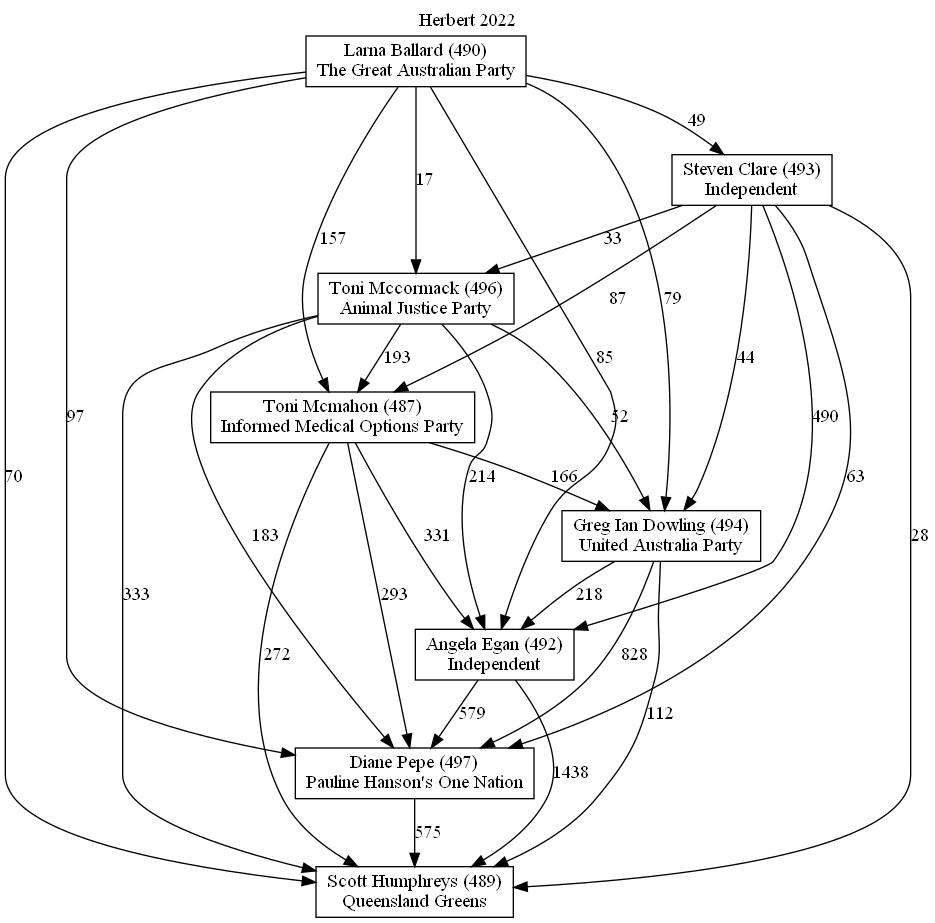 Herbert 2022
Larna Ballard (490)
The Great Australian Party
49
Steven Clare (493)
Independent
17
157
33
Toni Mccormack (496)
Animal Justice Party
87
79
85
44
193
97
52
490
Toni Mcmahon (487)
Informed Medical Options Party
70
214
166
63
Greg Ian Dowling (494)
United Australia Party
183
331
28
333
293
218
Angela Egan (492)
Independent
272
828
579
112
Diane Pepe (497)
Pauline Hanson's One Nation
1438
575
Scott Humphreys (489)
Queensland Greens